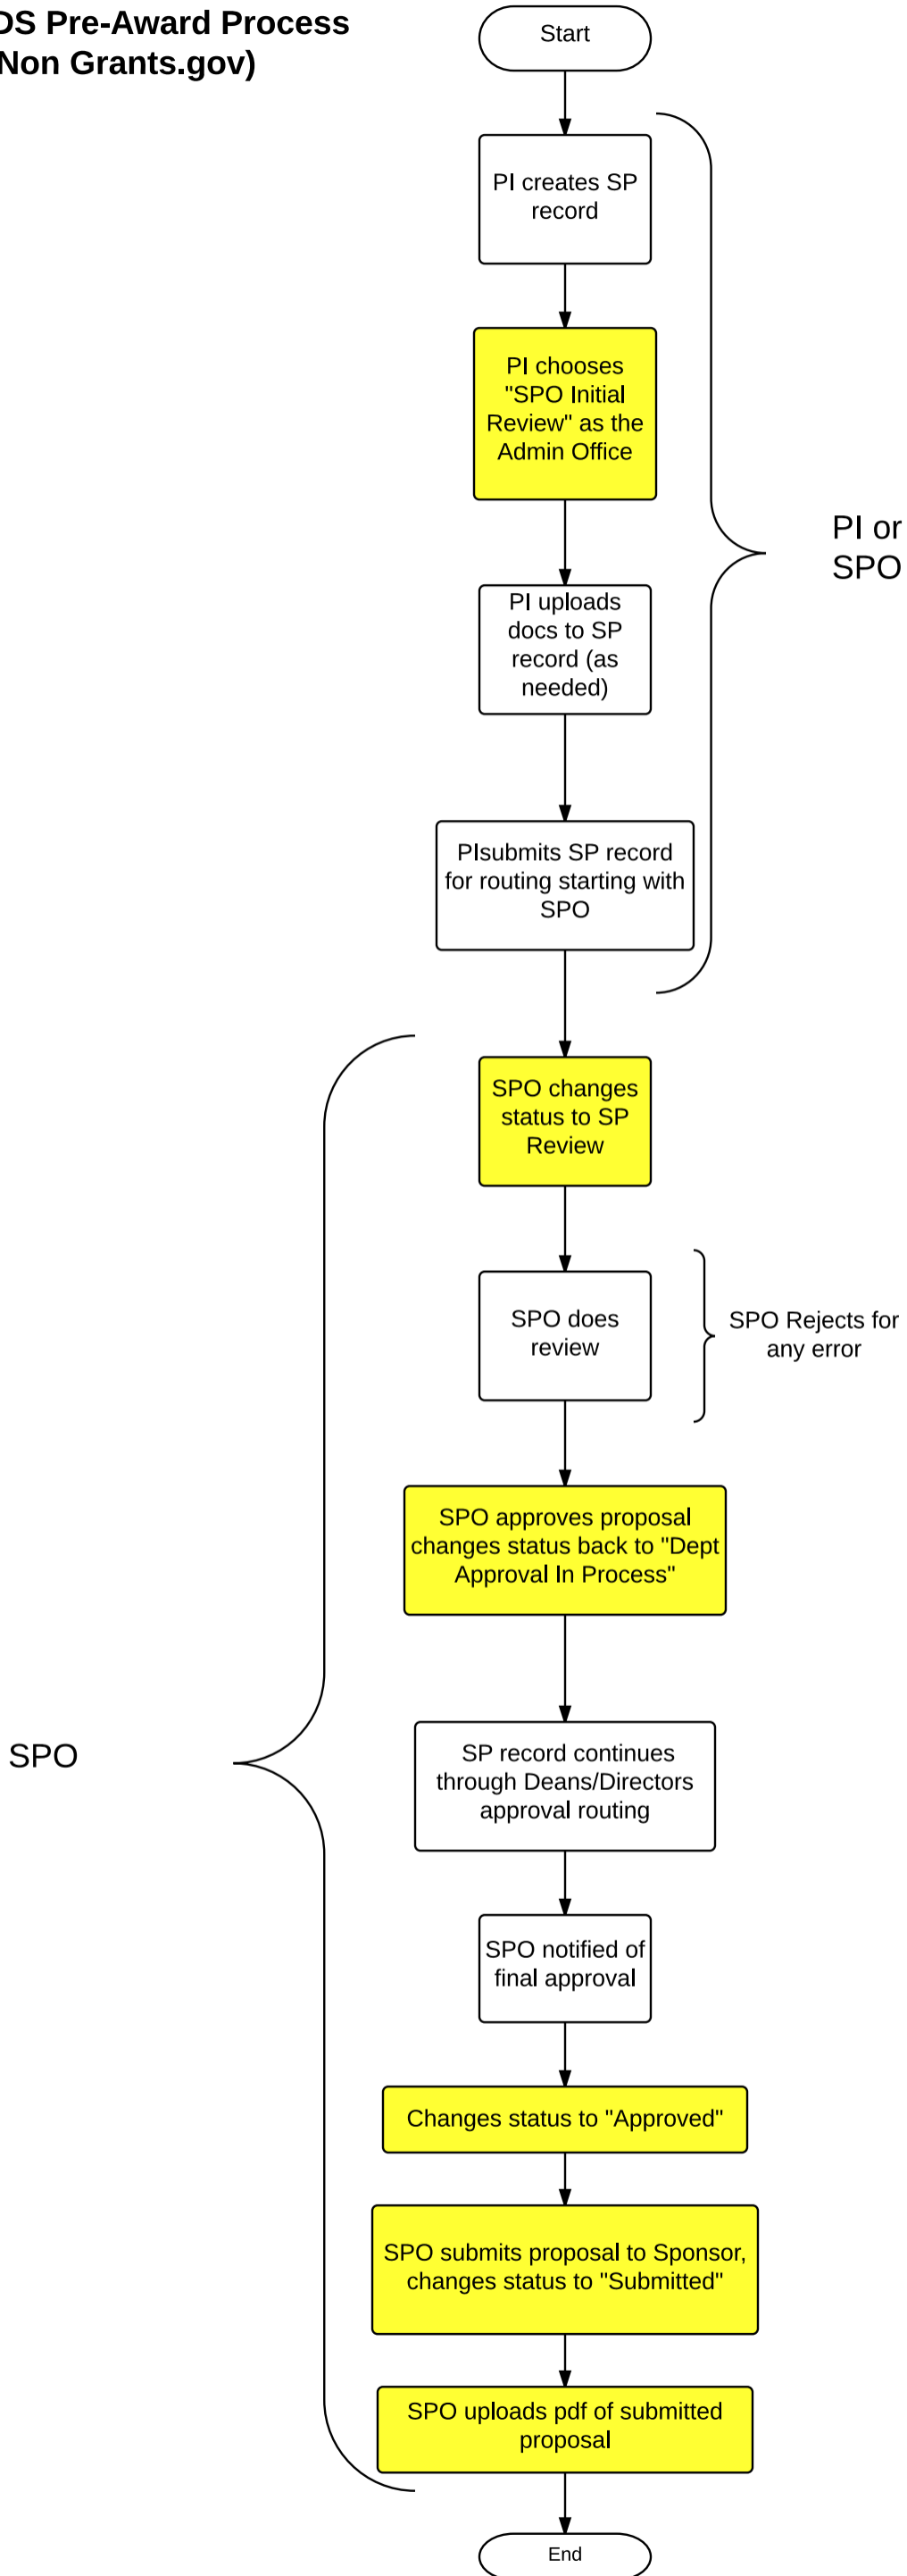 DS Pre-Award Process
Non Grants.gov)
Start
PI creates SP
record
PI chooses
"SPO Initial
Review" as the
Admin Office
PI or
SPO
PI uploads
docs to SP
record (as
needed)
PIsubmits SP record
for routing starting with
SPO
SPO changes
status to SP
Review
SPO does
review
SPO Rejects for
any error
SPO approves proposal
changes status back to "Dept
Approval In Process"
SPO
SP record continues
through Deans/Directors
approval routing
SPO notified of
final approval
Changes status to "Approved"
SPO submits proposal to Sponsor,
changes status to "Submitted"
SPO uploads pdf of submitted
proposal
End